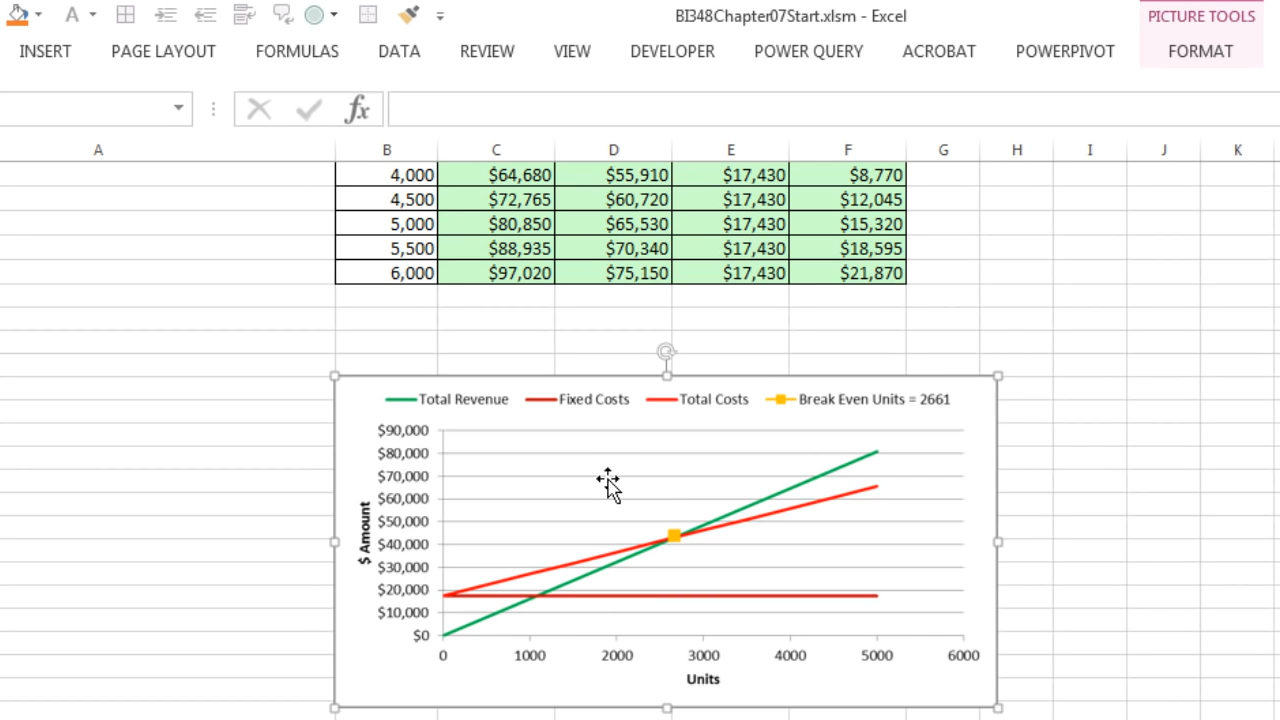 BI348Chapter07Start.xlsm - Excel
PICTURE TOOLS
INSERT PAGE LAYOUT FORMULAS DATA REVIEW VIEW DEVELOPER POWER QUERY ACROBAT POWERPIVOT FORMAT
fx
A B C D E F G H I J K
4,000 $64,680 $55,910 $17,430 $8,770
4,500 $72,765 $60,720 $17,430 $12,045
5,000 $80,850 $65,530 $17,430 $15,320
5,500 $88,935 $70,340 $17,430 $18,595
6,000 $97,020 $75,150 $17,430 $21,870
Total Revenue Fixed Costs Total Costs Break Even Units = 2661
$90,000
$80,000
$70,000
$60,000
$50,000
$40,000
$30,000
$20,000
$10,000
$0
$ Amount
0 1000 2000 3000 4000 5000 6000
Units